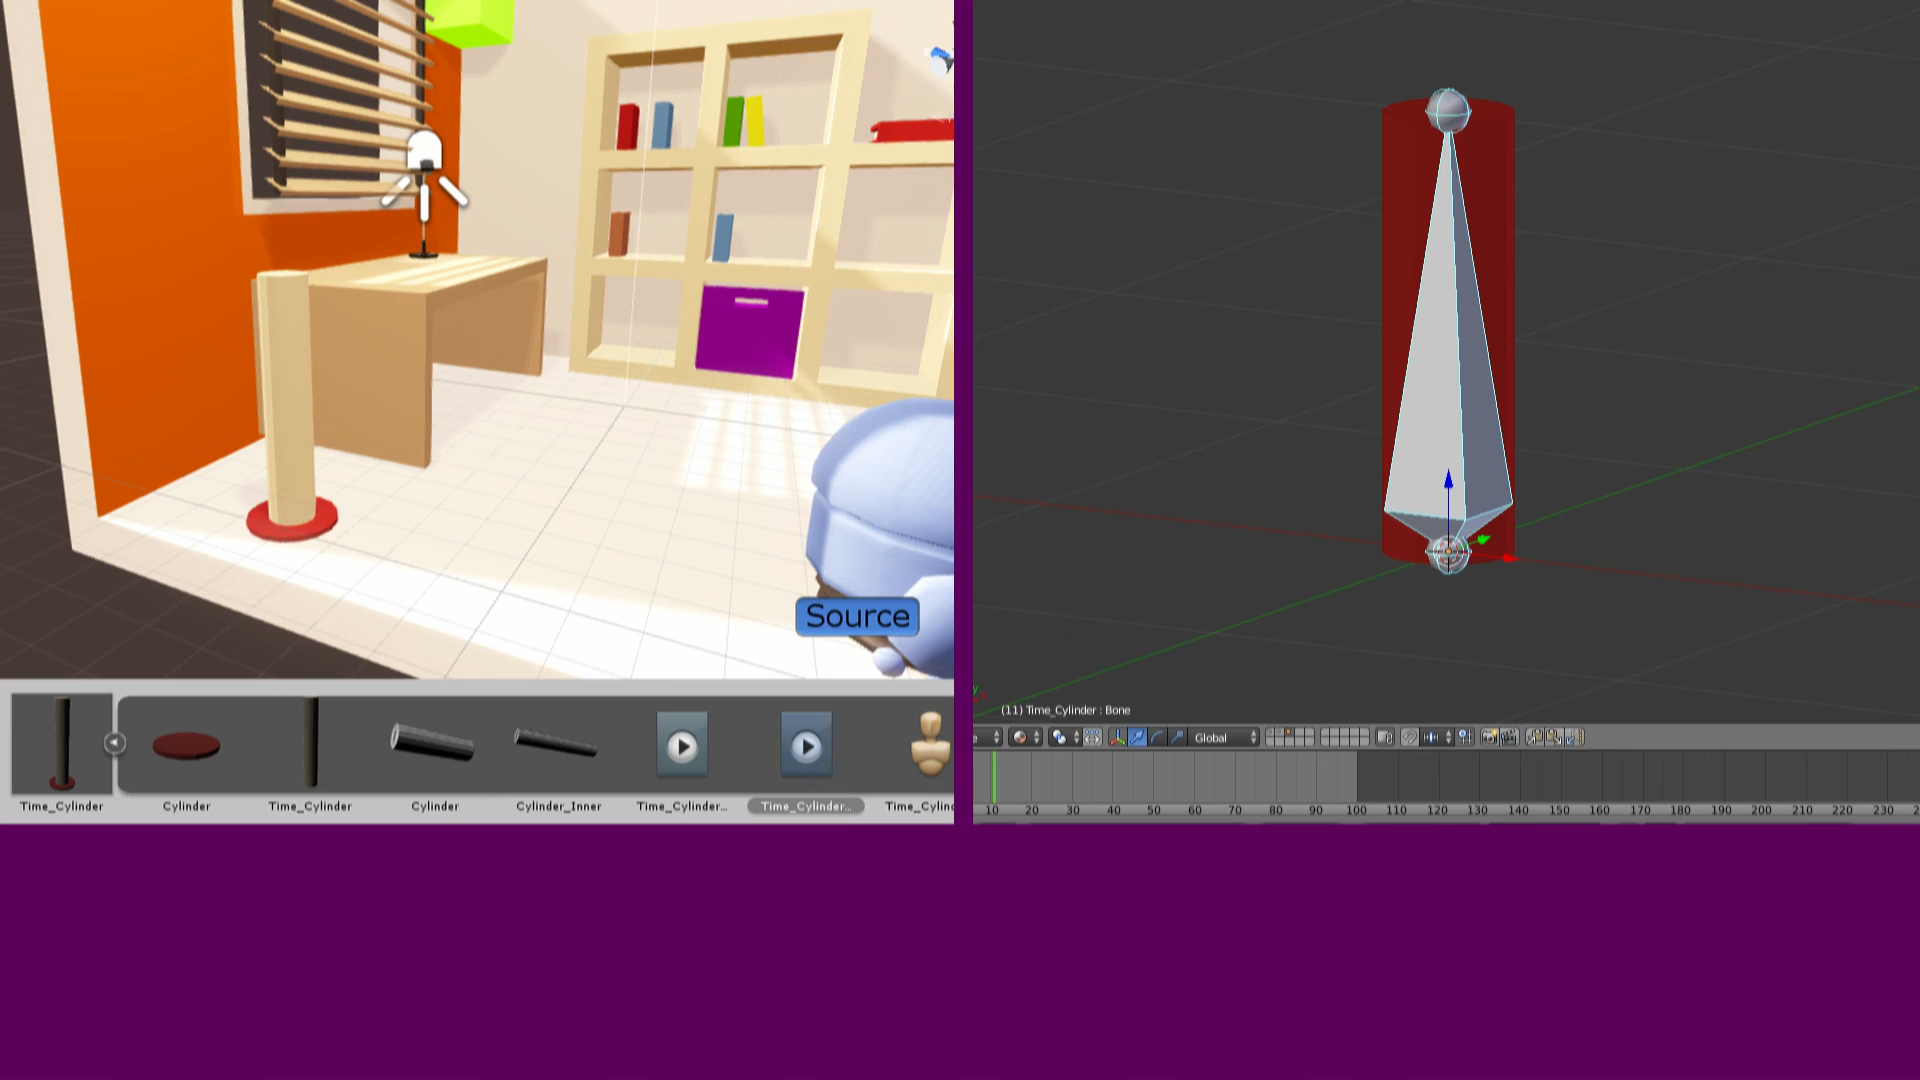 Source
Time_Cylinder
Cylinder
Time_Cylinder
Cylinder
Cylinder_Inner
Time_Cylinder...
Time_Cylinder...
Time_Cylin
y
(11) Time_Cylinder : Bone
e
Global
10 20 30 40 50 60 70 80 90 100 110 120 130 140 150 160 170 180 190 200 210 220 230 2